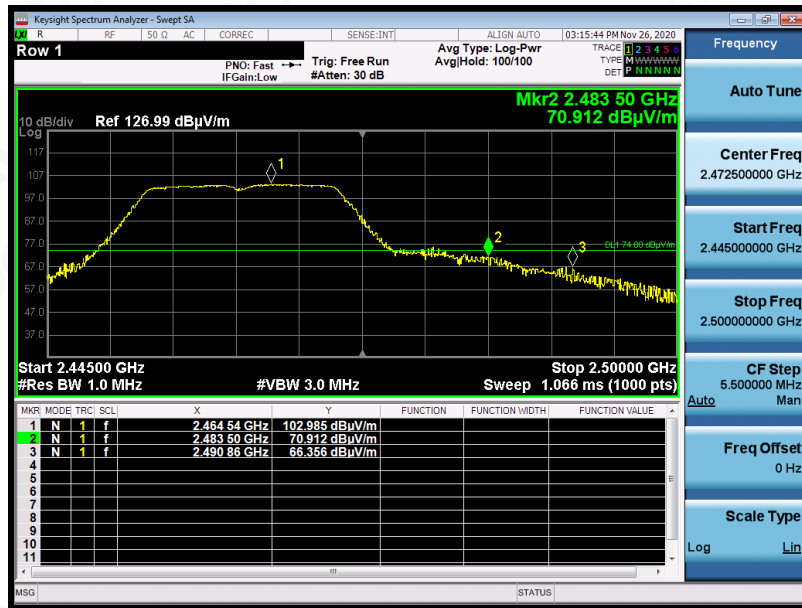 Keysight Spectrum Analyzer - Swept SA
LXI R RF 50 Ω AC CORREC SENSE:INT ALIGN AUTO 03:15:44 PM Nov 26, 2020
Row 1
PNO: Fast
IFGain:Low
Trig: Free Run
#Atten: 30 dB
Avg Type: Log-Pwr
Avg|Hold: 100/100
TRACE 1 2 3 4 5 6
TYPE M WWWWW
DET P N N N N N
Mkr2 2.483 50 GHz
70.912 dBµV/m
10 dB/div Ref 126.99 dBµV/m
Log
117
107
97.0
87.0
77.0
67.0
57.0
47.0
37.0
1
2
3
DL1 74.00 dBµV/m
Start 2.44500 GHz Stop 2.50000 GHz
#Res BW 1.0 MHz #VBW 3.0 MHz Sweep 1.066 ms (1000 pts)
MKR MODE TRC SCL X Y FUNCTION FUNCTION WIDTH FUNCTION VALUE
1 N 1 f 2.464 54 GHz 102.985 dBµV/m
2 N 1 f 2.483 50 GHz 70.912 dBµV/m
3 N 1 f 2.490 86 GHz 66.356 dBµV/m
4
5
6
7
8
9
10
11
MSG STATUS
Frequency
Auto Tune
Center Freq
2.472500000 GHz
Start Freq
2.445000000 GHz
Stop Freq
2.500000000 GHz
CF Step
5.500000 MHz
Auto Man
Freq Offset
0 Hz
Scale Type
Log Lin